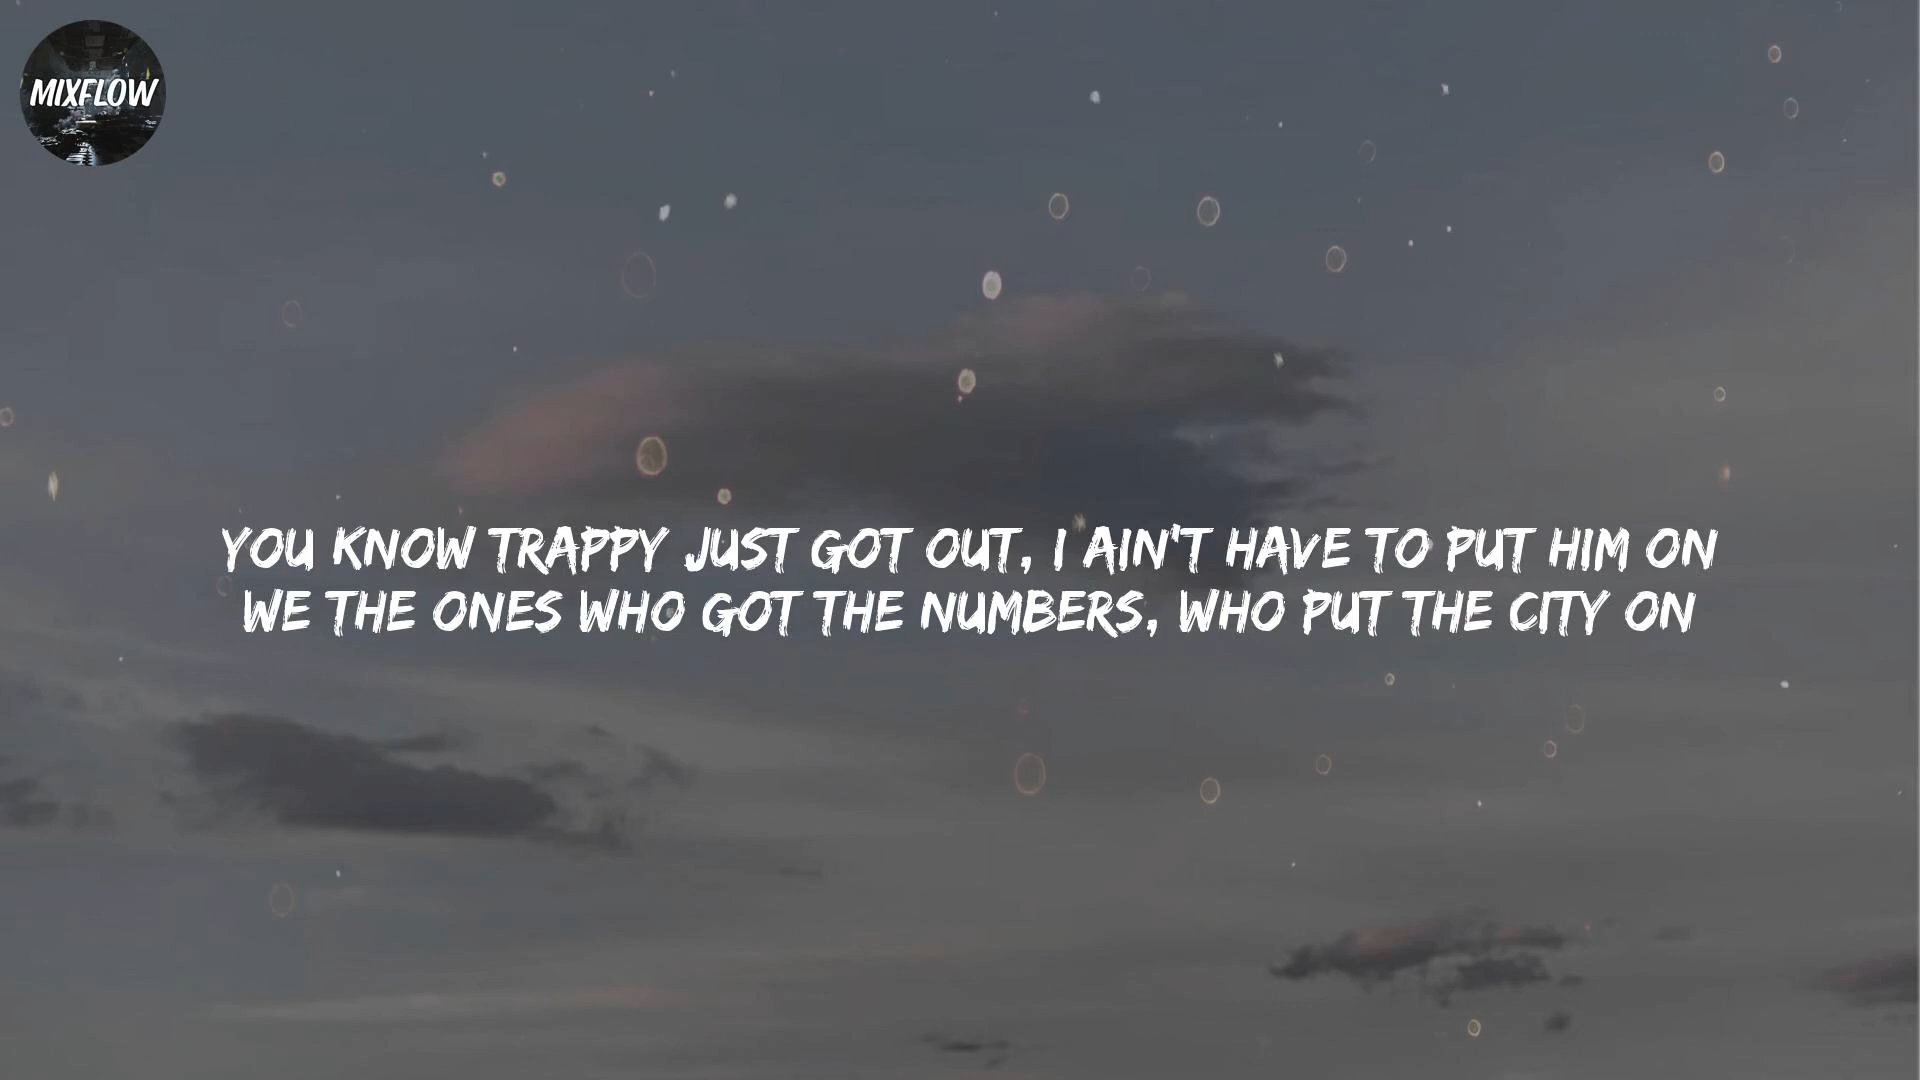 MIXFLOW
YOU KNOW TRAPPY JUST GOT OUT, I AIN'T HAVE TO PUT HIM ON
WE THE ONES WHO GOT THE NUMBERS, WHO PUT THE CITY ON